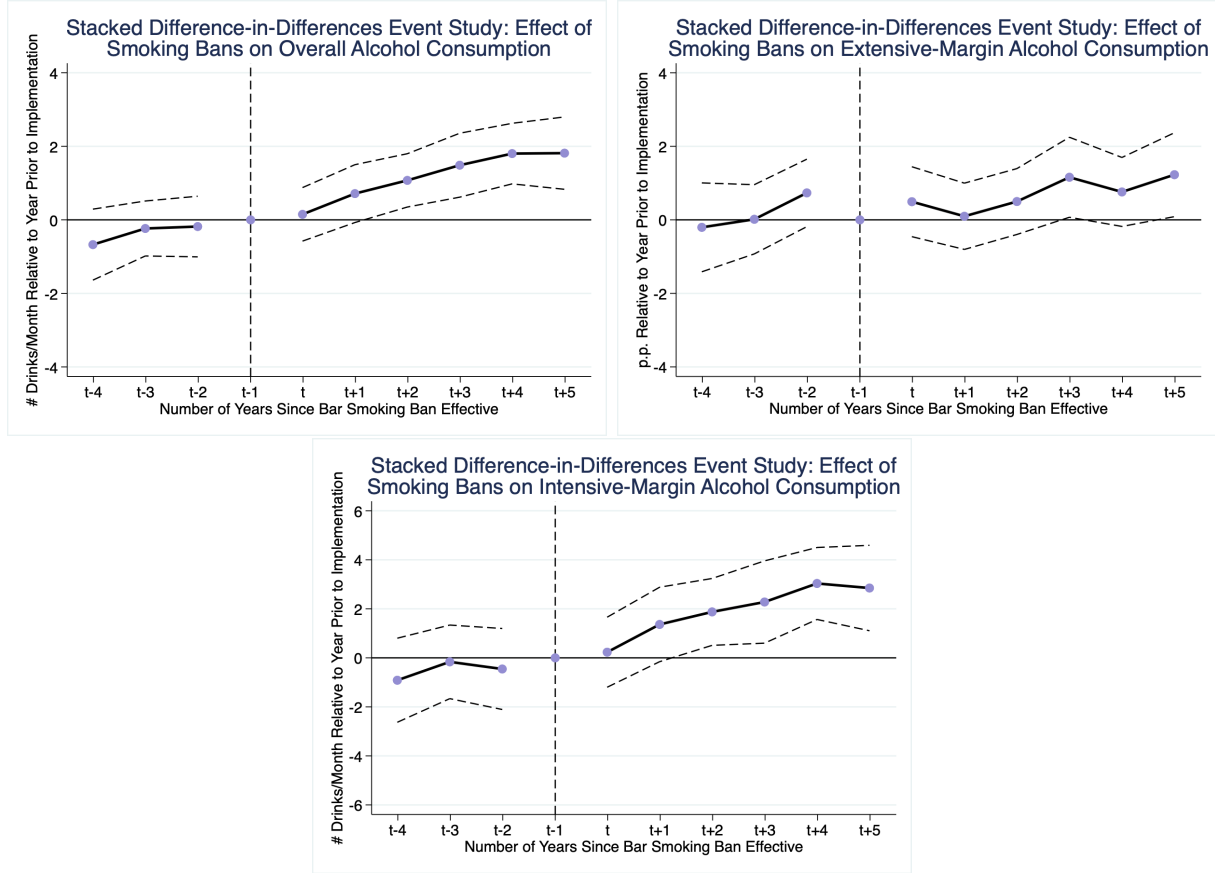 Stacked Difference-in-Differences Event Study: Effect of
Smoking Bans on Overall Alcohol Consumption
# Drinks/Month Relative to Year Prior to Implementation
4
2
0
-2
-4
t-4 t-3 t-2 t-1 t t+1 t+2 t+3 t+4 t+5
Number of Years Since Bar Smoking Ban Effective
Stacked Difference-in-Differences Event Study: Effect of
Smoking Bans on Extensive-Margin Alcohol Consumption
p.p. Relative to Year Prior to Implementation
4
2
0
-2
-4
t-4 t-3 t-2 t-1 t t+1 t+2 t+3 t+4 t+5
Number of Years Since Bar Smoking Ban Effective
Stacked Difference-in-Differences Event Study: Effect of
Smoking Bans on Intensive-Margin Alcohol Consumption
# Drinks/Month Relative to Year Prior to Implementation
6
4
2
0
-2
-4
-6
t-4 t-3 t-2 t-1 t t+1 t+2 t+3 t+4 t+5
Number of Years Since Bar Smoking Ban Effective